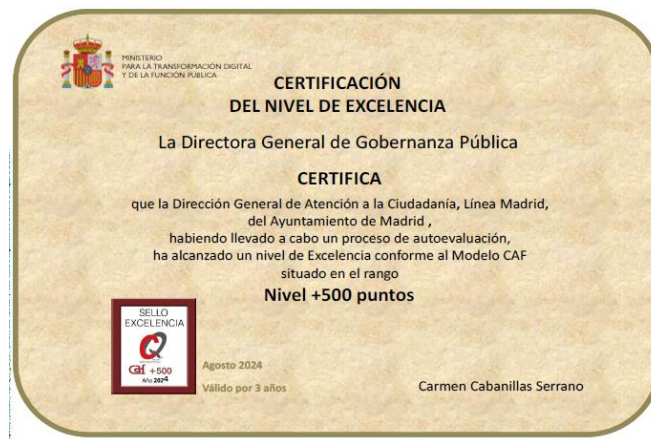 MINISTERIO
PARA LA TRANSFORMACIÓN DIGITAL
Y DE LA FUNCIÓN PÚBLICA
CERTIFICACIÓN
DEL NIVEL DE EXCELENCIA
La Directora General de Gobernanza Pública
CERTIFICA
que la Dirección General de Atención a la Ciudadanía, Línea Madrid,
del Ayuntamiento de Madrid ,
habiendo llevado a cabo un proceso de autoevaluación,
ha alcanzado un nivel de Excelencia conforme al Modelo CAF
situado en el rango
Nivel +500 puntos
SELLO
EXCELENCIA
caf +500
Año 2024
Agosto 2024
Válido por 3 años
Carmen Cabanillas Serrano